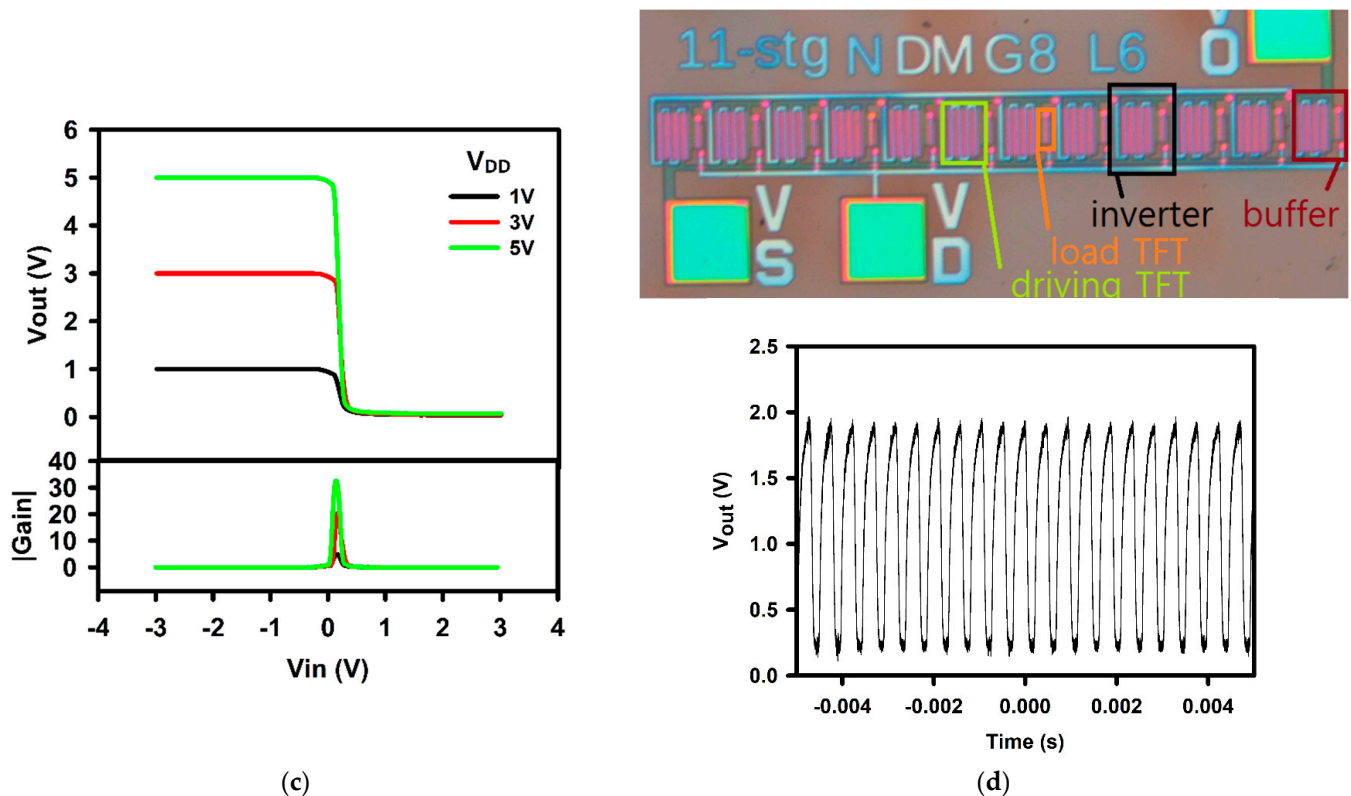 6
5
4
3
2
1
0
Vout (V)
V_DD
1V
3V
5V
40
30
20
10
0
|Gain|
-4 -3 -2 -1 0 1 2 3 4
Vin (V)
(c)
11-stg N DM G8 L6
V
O
V
S
V
D
inverter
buffer
load TFT
driving TFT
2.5
2.0
1.5
1.0
0.5
0.0
V_out (V)
-0.004 -0.002 0.000 0.002 0.004
Time (s)
(d)